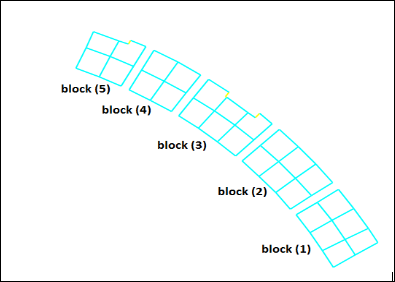 block (5)
block (4)
block (3)
block (2)
block (1)